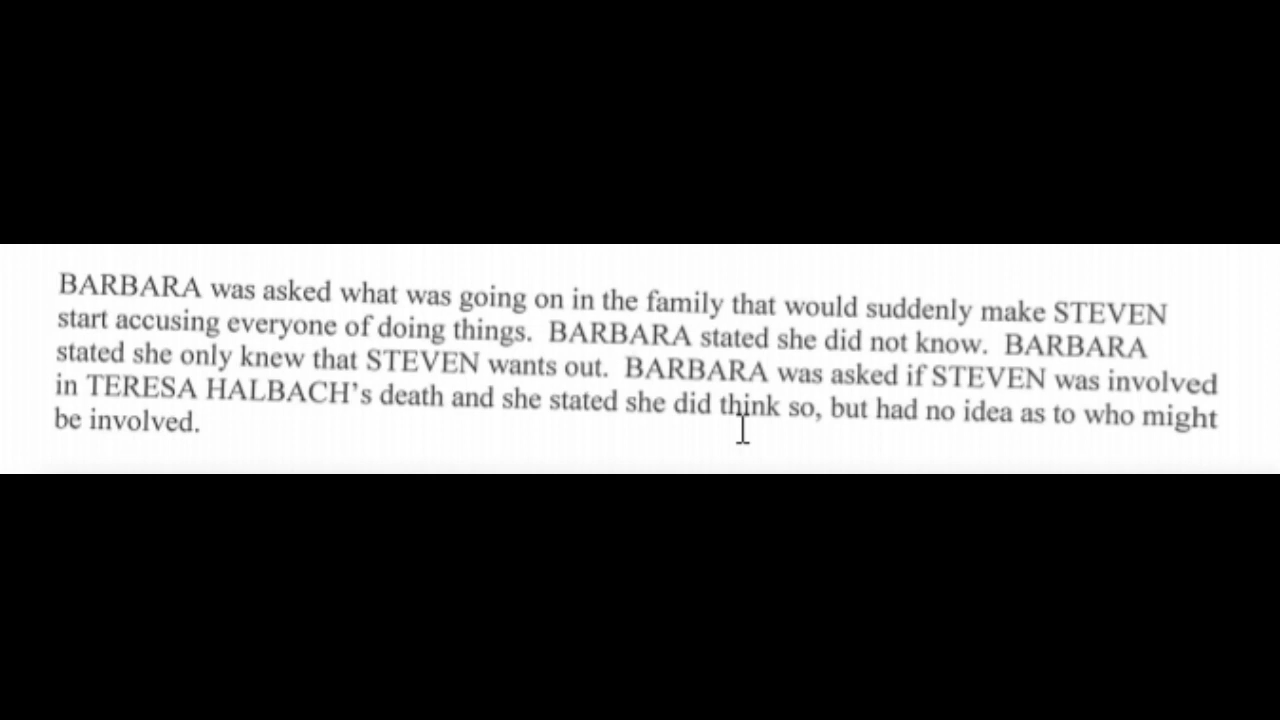 BARBARA was asked what was going on in the family that would suddenly make STEVEN
start accusing everyone of doing things.  BARBARA stated she did not know.  BARBARA
stated she only knew that STEVEN wants out.  BARBARA was asked if STEVEN was involved
in TERESA HALBACH's death and she stated she did think so, but had no idea as to who might
be involved.